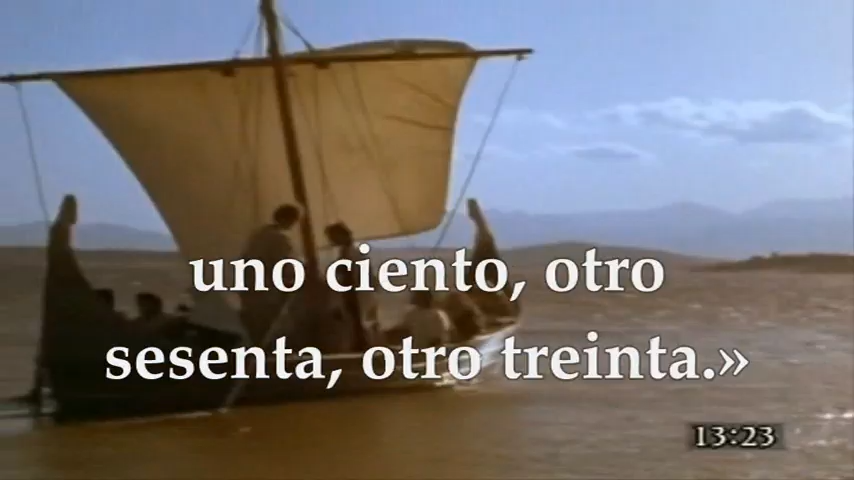 uno ciento, otro
sesenta, otro treinta.»
13:23